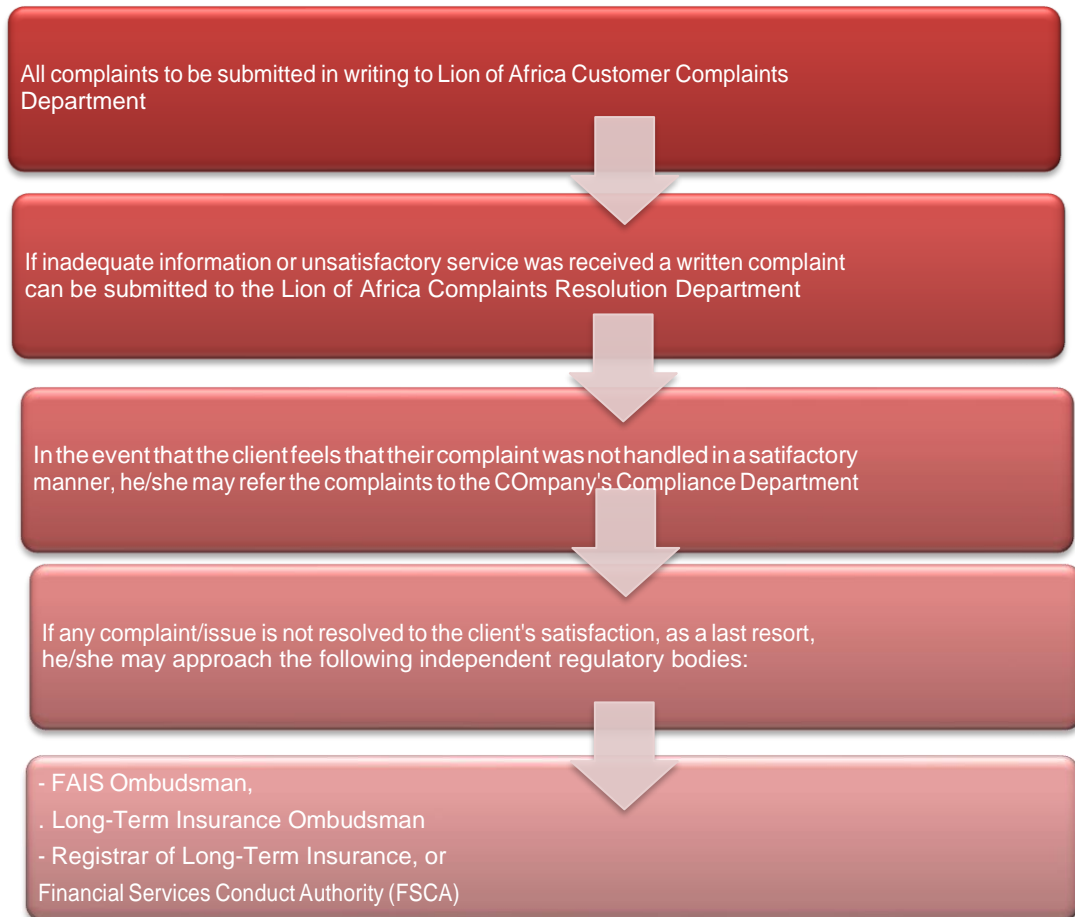 All complaints to be submitted in writing to Lion of Africa Customer Complaints
Department
If inadequate information or unsatisfactory service was received a written complaint
can be submitted to the Lion of Africa Complaints Resolution Department
In the event that the client feels that their complaint was not handled in a satifactory
manner, he/she may refer the complaints to the COmpany's Compliance Department
If any complaint/issue is not resolved to the client's satisfaction, as a last resort,
he/she may approach the following independent regulatory bodies:
- FAIS Ombudsman,
. Long-Term Insurance Ombudsman
- Registrar of Long-Term Insurance, or
Financial Services Conduct Authority (FSCA)